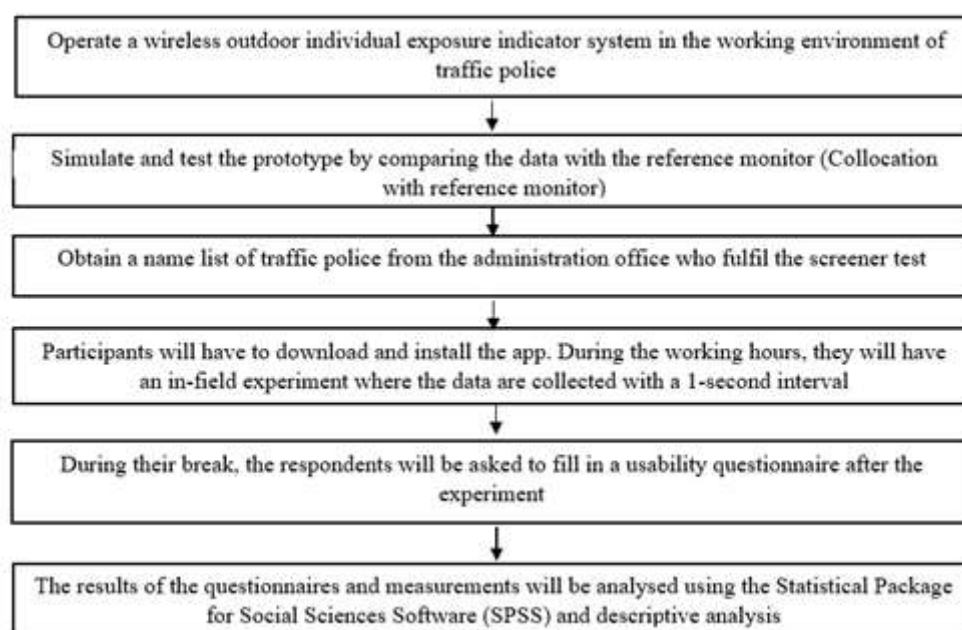 Operate a wireless outdoor individual exposure indicator system in the working environment of
traffic police
Simulate and test the prototype by comparing the data with the reference monitor (Collocation
with reference monitor)
Obtain a name list of traffic police from the administration office who fulfil the screener test
Participants will have to download and install the app. During the working hours, they will have
an in-field experiment where the data are collected with a 1-second interval
During their break, the respondents will be asked to fill in a usability questionnaire after the
experiment
The results of the questionnaires and measurements will be analysed using the Statistical Package
for Social Sciences Software (SPSS) and descriptive analysis